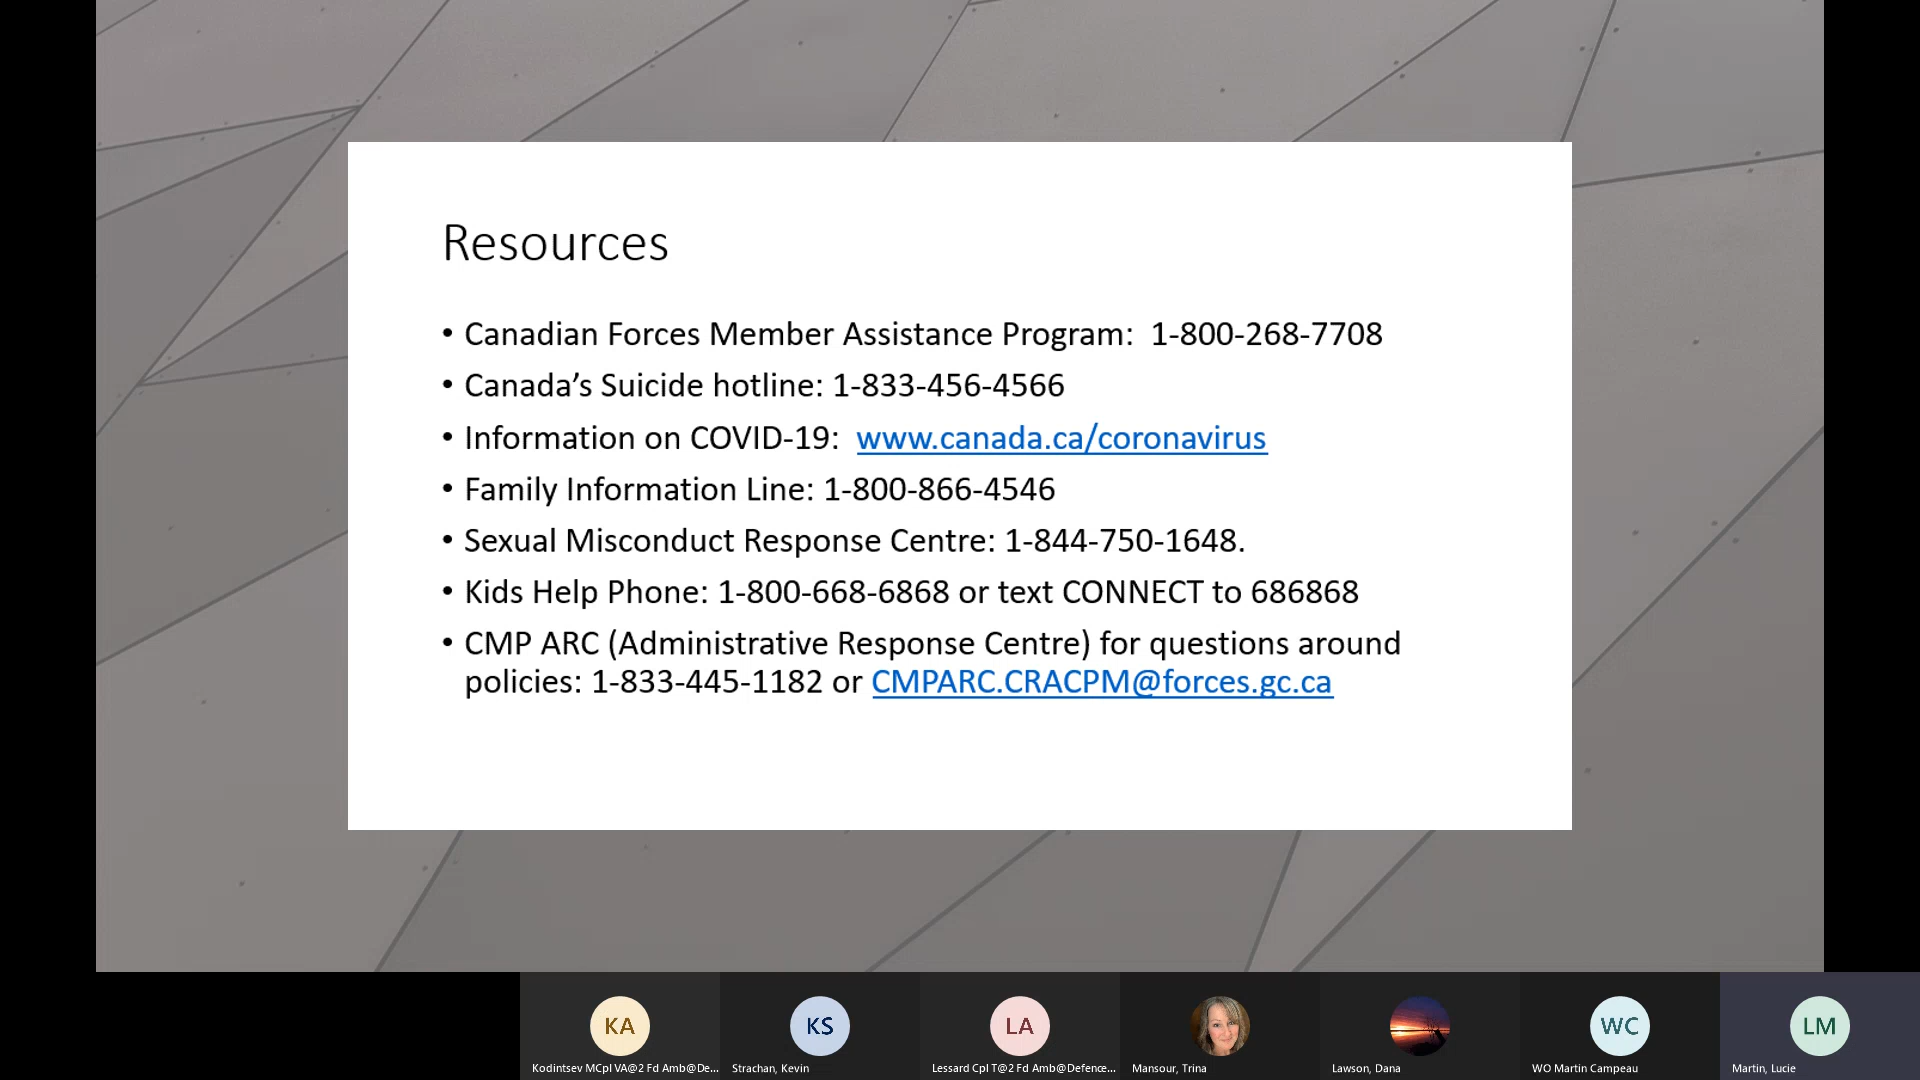 Resources
• Canadian Forces Member Assistance Program:  1-800-268-7708
• Canada’s Suicide hotline: 1-833-456-4566
• Information on COVID-19:  www.canada.ca/coronavirus
• Family Information Line: 1-800-866-4546
• Sexual Misconduct Response Centre: 1-844-750-1648.
• Kids Help Phone: 1-800-668-6868 or text CONNECT to 686868
• CMP ARC (Administrative Response Centre) for questions around
policies: 1-833-445-1182 or CMPARC.CRACPM@forces.gc.ca
KA
KS
LA
WC
LM
Kodintsev MCpl VA@2 Fd Amb@De...
Strachan, Kevin
Lessard Cpl T@2 Fd Amb@Defence...
Mansour, Trina
Lawson, Dana
WO Martin Campeau
Martin, Lucie